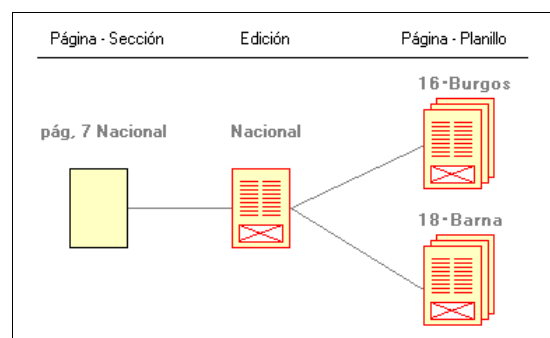 Página - Sección Edición Página - Planillo
16-Burgos
pág, 7 Nacional Nacional
18-Barna